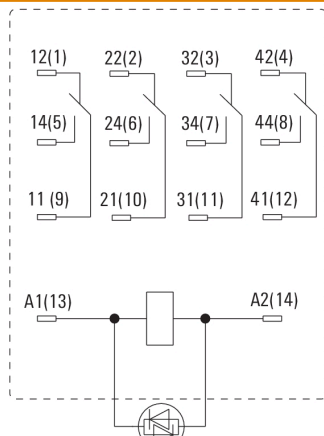 12(1) 22(2) 32(3) 42(4)
14(5) 24(6) 34(7) 44(8)
11 (9) 21(10) 31(11) 41(12)
A1(13) A2(14)